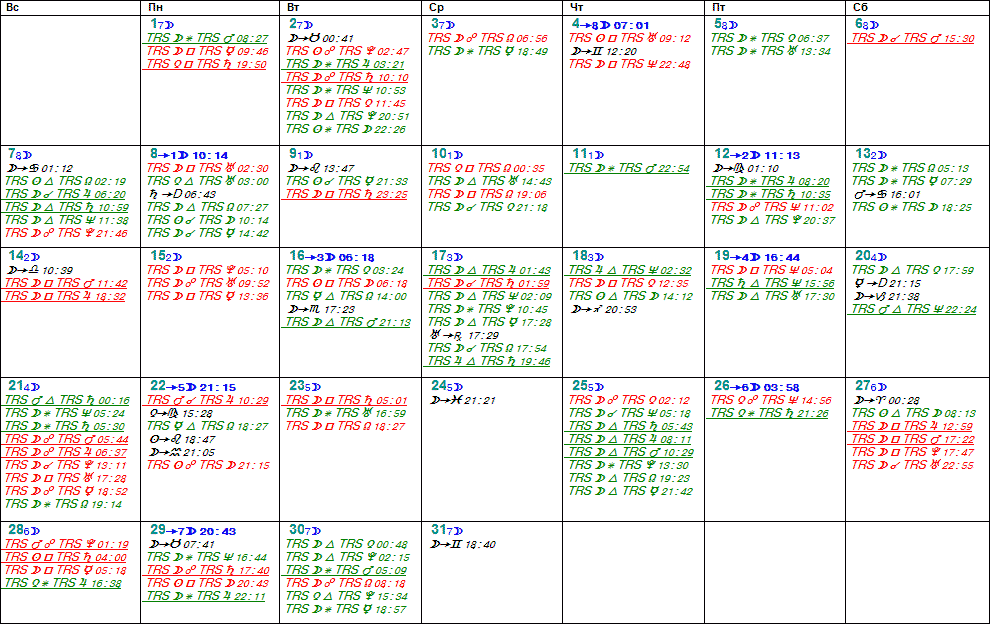 Вс
Пн
Вт
Ср
Чт
Пт
Сб
1 7☽
TRS ☽ ⚹ TRS ♂ 08:27
TRS ☽ □ TRS ☿ 09:46
TRS ♀ □ TRS ♄ 19:50
2 7☽
☽→♉ 00:41
TRS ☉ ☍ TRS ♆ 02:47
TRS ☽ ⚹ TRS ♃ 03:21
TRS ☽ ☍ TRS ♄ 10:10
TRS ☽ ⚹ TRS ♆ 10:53
TRS ☽ □ TRS ♀ 11:45
TRS ☽ △ TRS ♇ 20:51
TRS ☉ ⚹ TRS ☽ 22:26
3 7☽
TRS ☽ ☍ TRS ☊ 06:56
TRS ☽ ⚹ TRS ☿ 18:49
4→8☽ 07:01
TRS ☉ □ TRS ♅ 09:12
☽→♊ 12:20
TRS ☽ □ TRS ♆ 22:48
5 8☽
TRS ☽ ⚹ TRS ♀ 06:37
TRS ☽ ⚹ TRS ♅ 13:34
6 8☽
TRS ☽ ☌ TRS ♂ 15:30
7 8☽
☽→♋ 01:12
TRS ☉ △ TRS ☊ 02:19
TRS ☽ ☌ TRS ♃ 06:20
TRS ☽ △ TRS ♄ 10:59
TRS ☽ △ TRS ♆ 11:38
TRS ☽ ☍ TRS ♇ 21:46
8→1☽ 10:14
TRS ☽ □ TRS ♅ 02:30
TRS ♀ △ TRS ♅ 03:00
♄→D 06:43
TRS ☽ △ TRS ☊ 07:27
TRS ☉ ☌ TRS ☽ 10:14
TRS ☽ ☌ TRS ☿ 14:42
9 1☽
☽→♌ 13:47
TRS ☉ ☌ TRS ☿ 21:33
TRS ☽ □ TRS ♄ 23:25
10 1☽
TRS ♀ □ TRS ☊ 00:35
TRS ☽ △ TRS ♅ 14:43
TRS ☽ □ TRS ☊ 19:06
TRS ☽ ☌ TRS ♀ 21:18
11 1☽
TRS ☽ ⚹ TRS ♂ 22:54
12→2☽ 11:13
☽→♍ 01:10
TRS ☽ ⚹ TRS ♃ 08:20
TRS ☽ ⚹ TRS ♄ 10:35
TRS ☽ ☍ TRS ♆ 11:02
TRS ☽ △ TRS ♇ 20:37
13 2☽
TRS ☽ ⚹ TRS ☊ 05:13
TRS ☽ ⚹ TRS ☿ 07:29
♂→♋ 16:01
TRS ☉ ⚹ TRS ☽ 18:25
14 2☽
☽→♎ 10:39
TRS ☽ □ TRS ♂ 11:42
TRS ☽ □ TRS ♃ 18:32
15 2☽
TRS ☽ □ TRS ♇ 05:10
TRS ☽ ☍ TRS ♅ 09:52
TRS ☽ □ TRS ☿ 13:36
16→3☽ 06:18
TRS ☽ ⚹ TRS ♀ 03:24
TRS ☉ □ TRS ☽ 06:18
TRS ☿ △ TRS ☊ 14:00
☽→♏ 17:23
TRS ☽ △ TRS ♂ 21:13
17 3☽
TRS ☽ △ TRS ♃ 01:43
TRS ☽ ☌ TRS ♄ 01:59
TRS ☽ △ TRS ♆ 02:09
TRS ☽ ⚹ TRS ♇ 10:45
TRS ☽ △ TRS ☿ 17:28
♅→℞ 17:29
TRS ☽ ☌ TRS ☊ 17:54
TRS ♃ △ TRS ♄ 19:46
18 3☽
TRS ♃ △ TRS ♆ 02:32
TRS ☽ □ TRS ♀ 12:35
TRS ☉ △ TRS ☽ 14:12
☽→♐ 20:53
19→4☽ 16:44
TRS ☽ □ TRS ♆ 05:04
TRS ♄ △ TRS ♆ 15:56
TRS ☽ △ TRS ♅ 17:30
20 4☽
TRS ☽ △ TRS ♀ 17:59
☿→D 21:15
☽→♑ 21:38
TRS ♂ △ TRS ♆ 22:24
21 4☽
TRS ♂ △ TRS ♄ 00:16
TRS ☽ ⚹ TRS ♆ 05:24
TRS ☽ ⚹ TRS ♄ 05:30
TRS ☽ ☍ TRS ♂ 05:44
TRS ☽ ☍ TRS ♃ 06:37
TRS ☽ ☌ TRS ♇ 13:11
TRS ☽ □ TRS ♅ 17:28
TRS ☽ ☍ TRS ☿ 18:52
TRS ☽ ⚹ TRS ☊ 19:14
22→5☽ 21:15
TRS ♂ ☌ TRS ♃ 10:29
♀→♍ 15:28
TRS ☿ △ TRS ☊ 18:27
☉→♌ 18:47
☽→♒ 21:05
TRS ☉ ☍ TRS ☽ 21:15
23 5☽
TRS ☽ □ TRS ♄ 05:01
TRS ☽ ⚹ TRS ♅ 16:59
TRS ☽ □ TRS ☊ 18:27
24 5☽
☽→♓ 21:21
25 5☽
TRS ☽ ☍ TRS ♀ 02:12
TRS ☽ ☌ TRS ♆ 05:18
TRS ☽ △ TRS ♄ 05:43
TRS ☽ △ TRS ♃ 08:11
TRS ☽ △ TRS ♂ 10:29
TRS ☽ ⚹ TRS ♇ 13:30
TRS ☽ △ TRS ☊ 19:23
TRS ☽ △ TRS ☿ 21:42
26→6☽ 03:58
TRS ♀ ☍ TRS ♆ 14:56
TRS ♀ ⚹ TRS ♄ 21:26
27 6☽
☽→♈ 00:28
TRS ☉ △ TRS ☽ 08:13
TRS ☽ □ TRS ♃ 12:59
TRS ☽ □ TRS ♂ 17:22
TRS ☽ □ TRS ♇ 17:47
TRS ☽ ☌ TRS ♅ 22:55
28 6☽
TRS ♂ ☍ TRS ♇ 01:19
TRS ☉ □ TRS ♄ 04:00
TRS ☽ □ TRS ☿ 05:18
TRS ♀ ⚹ TRS ♃ 16:38
29→7☽ 20:43
☽→♉ 07:41
TRS ☽ ⚹ TRS ♆ 16:44
TRS ☽ ☍ TRS ♄ 17:40
TRS ☉ □ TRS ☽ 20:43
TRS ☽ ⚹ TRS ♃ 22:11
30 7☽
TRS ☽ △ TRS ♀ 00:48
TRS ☽ △ TRS ♇ 02:15
TRS ☽ ⚹ TRS ♂ 05:09
TRS ☽ ☍ TRS ☊ 08:18
TRS ♀ △ TRS ♇ 15:34
TRS ☽ ⚹ TRS ☿ 18:57
31 7☽
☽→♊ 18:40